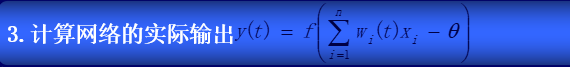 3. 计算网络的实际输出 y(t) = f(∑_{i=1}^{n} w_i(t)x_i − θ)